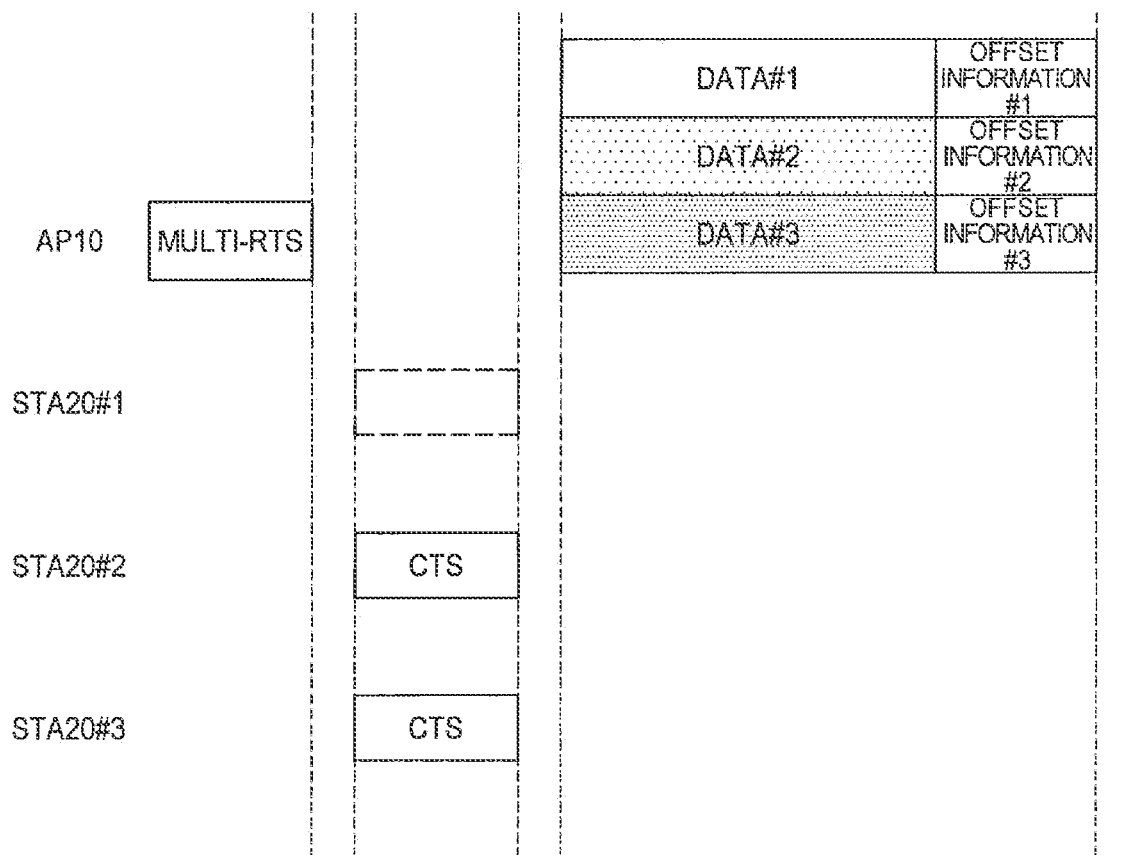 DATA#1
OFFSET
INFORMATION
#1
DATA#2
OFFSET
INFORMATION
#2
AP10
MULTI-RTS
DATA#3
OFFSET
INFORMATION
#3
STA20#1
STA20#2
CTS
STA20#3
CTS